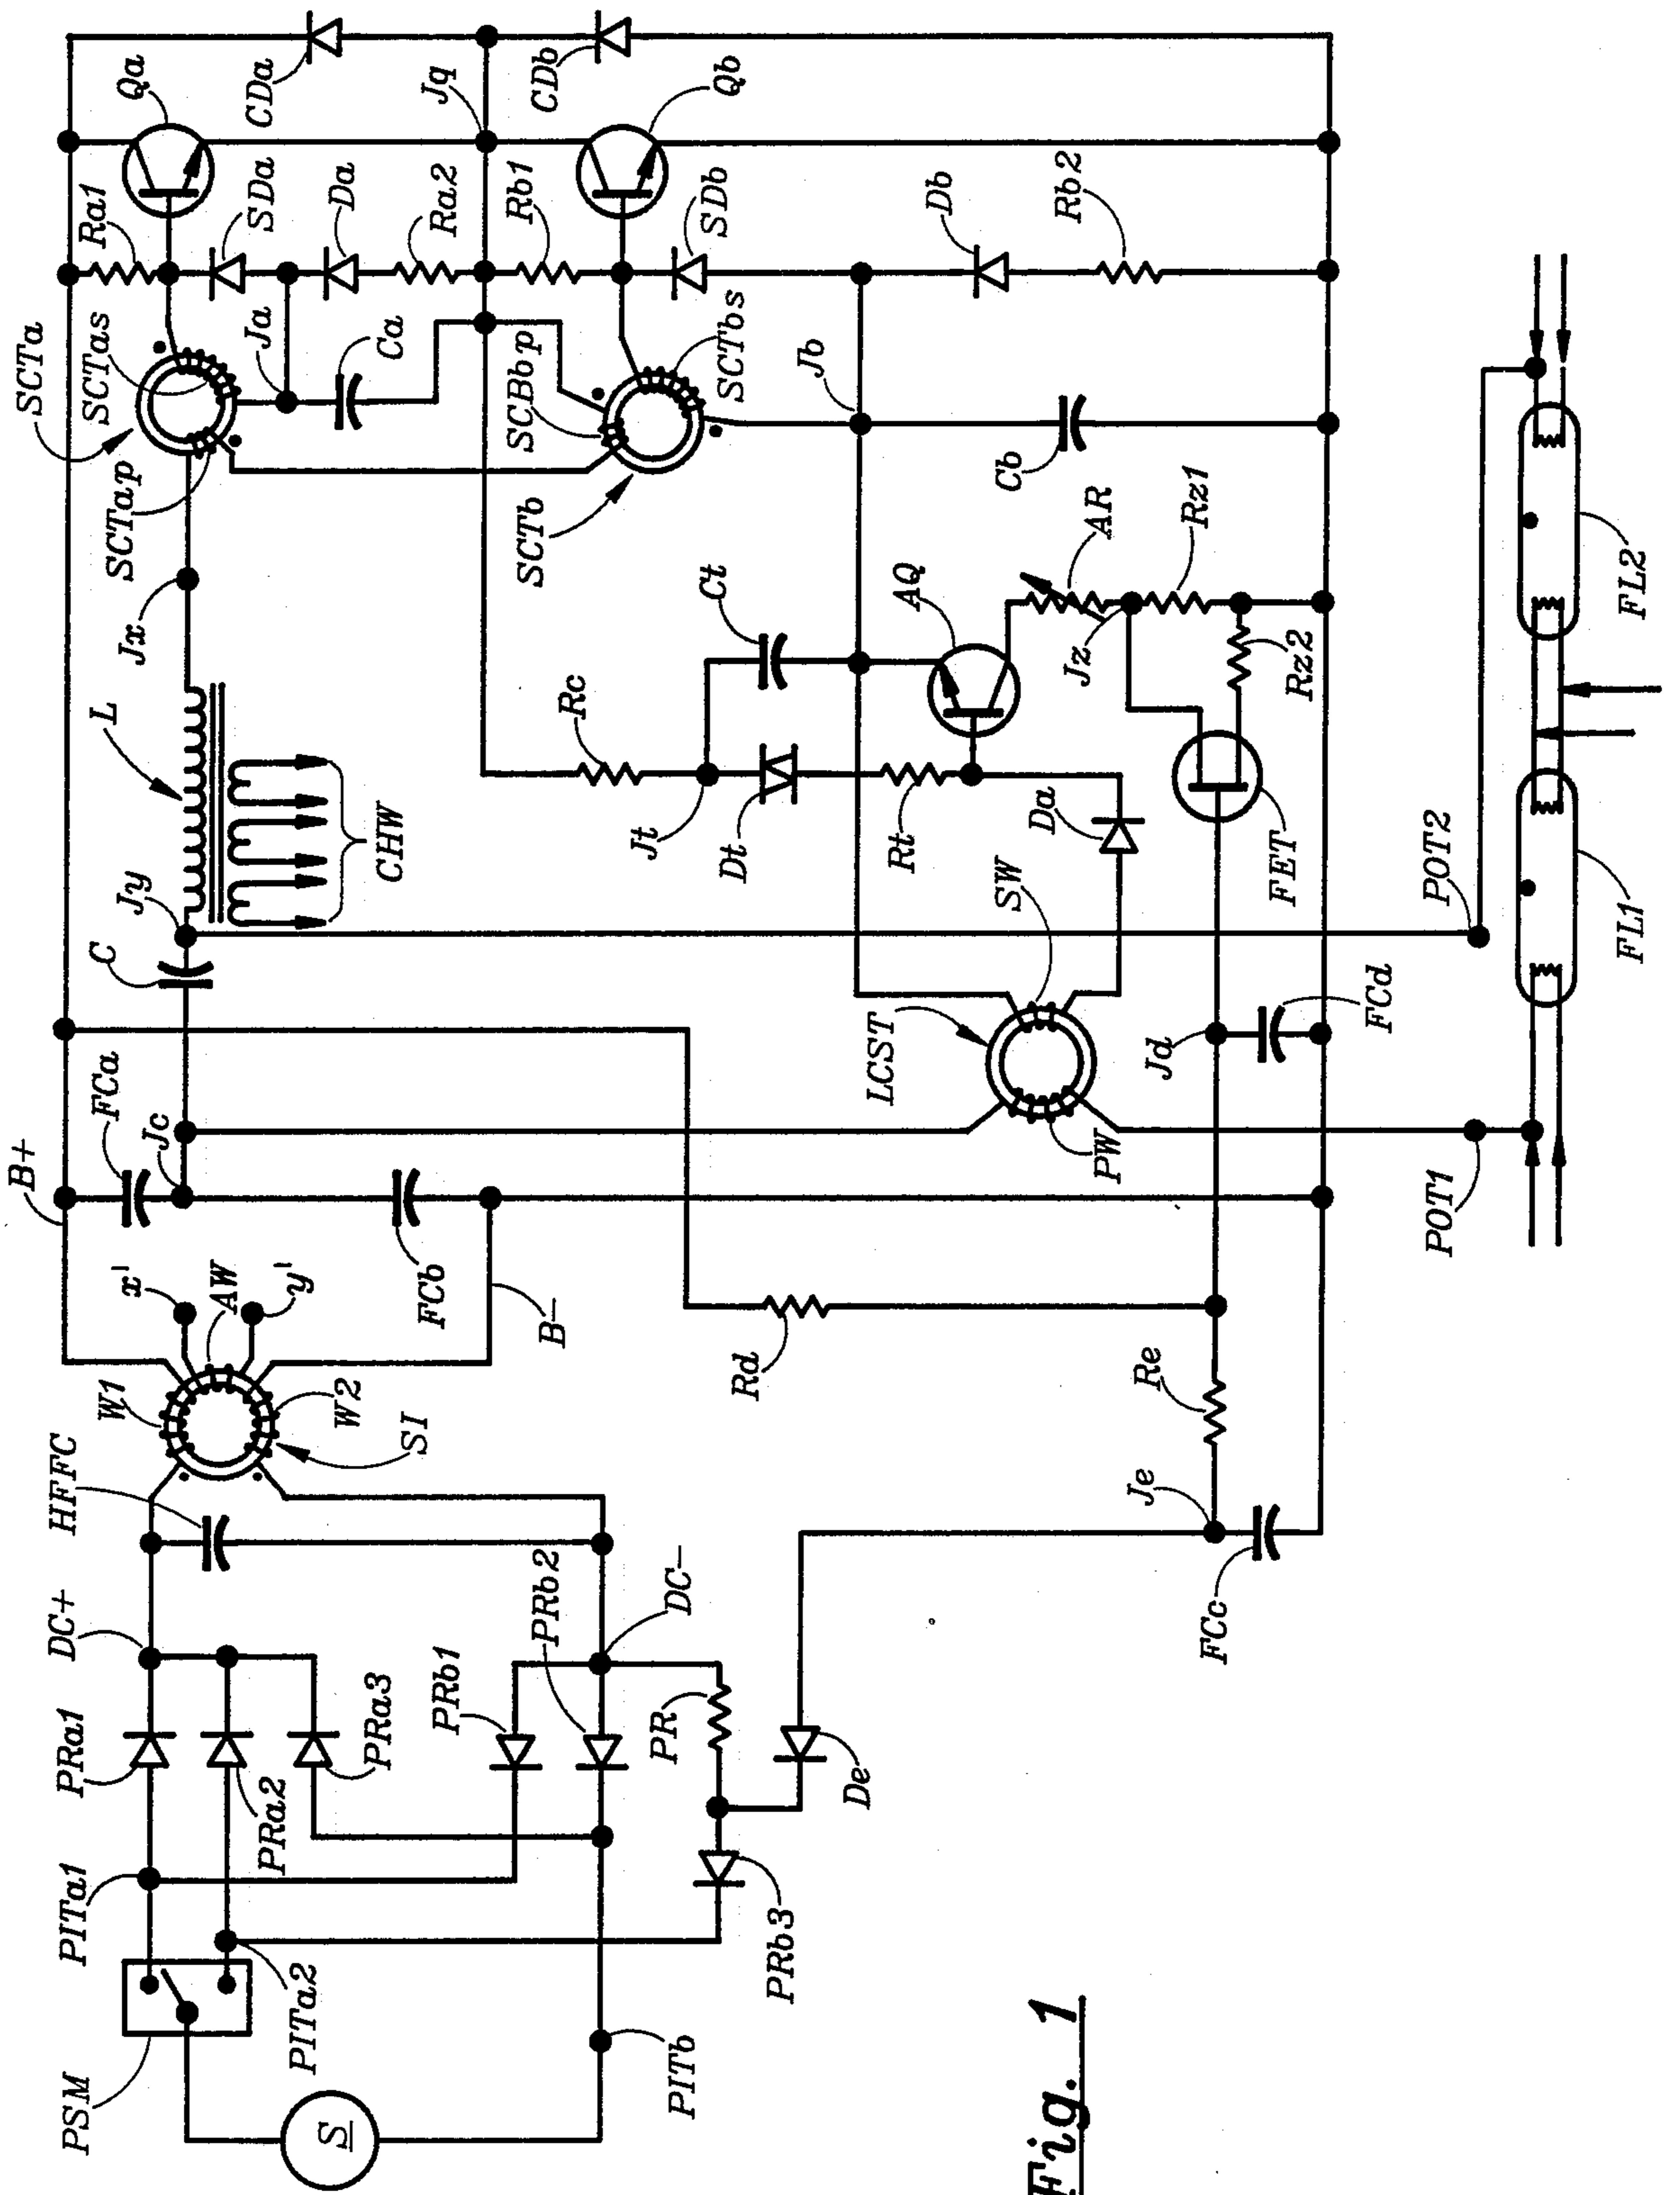 PSM
S
PITa1
PITa2
PITb
PRa1
PRa2
PRa3
PRb1
PRb2
PRb3
PR
De
DC+
DC-
HFFC
W1
W2
SI
x'
AW
y'
B+
B-
FCa
Jc
FCb
C
Jy
L
CHW
Jx
SCTap
SCTa
SCTas
Ra1
Qa
SDa
CDa
Ja
Da
Ca
Ra2
Jq
Rb1
CDb
Qb
SCBbp
SCTbs
SCTb
SDb
Jb
Db
Cb
Rb2
Ct
Rc
Jt
Dt
Rt
AQ
AR
Jz
Rz1
Rz2
Da
SW
FET
LCST
PW
Jd
FCd
Rd
Re
Je
FCc
POT1
POT2
FL1
FL2
Fig. 1